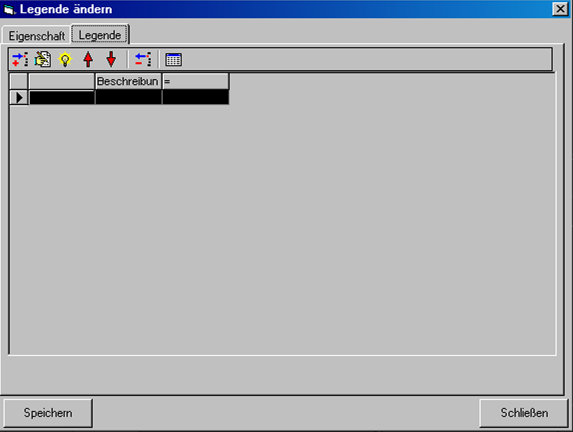 Legende ändern
Eigenschaft Legende
Beschreibun =
Speichern Schließen